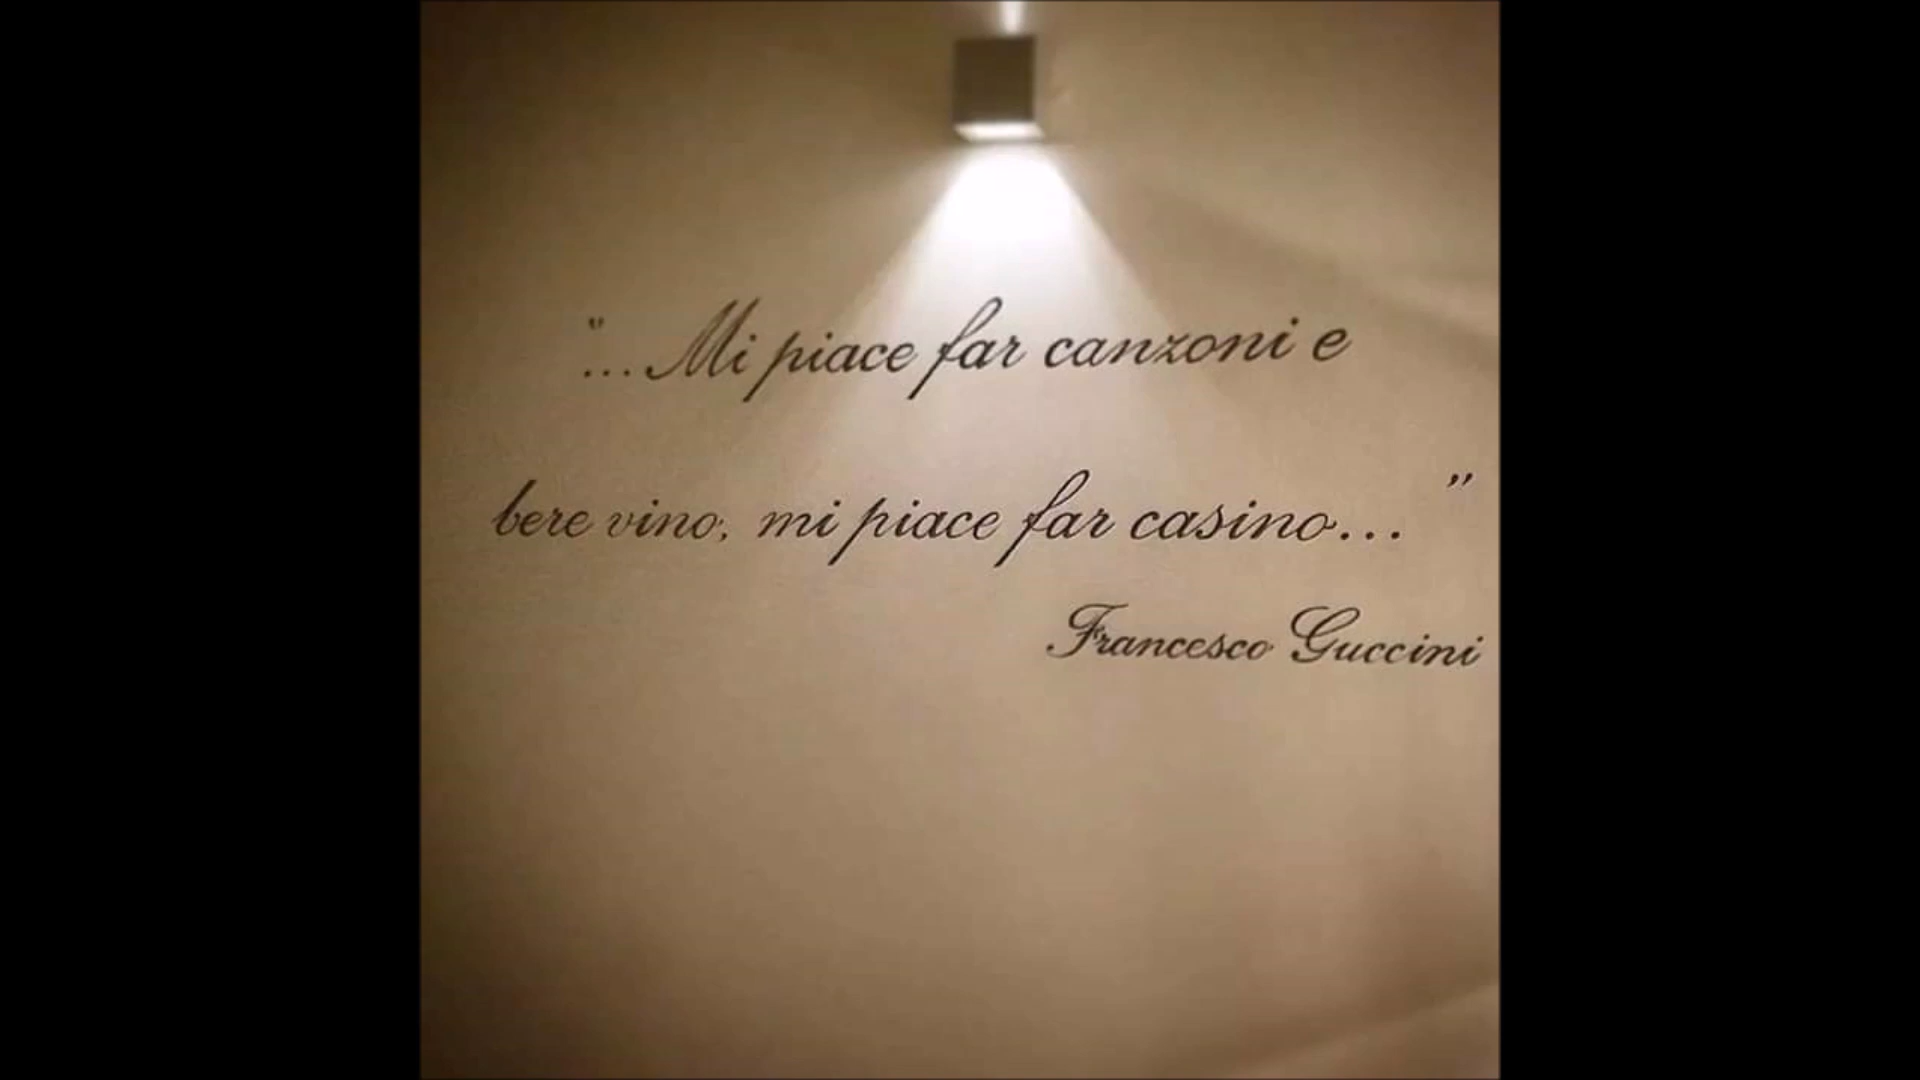 "...Mi piace far canzoni e
bere vino, mi piace far casino..."
Francesco Guccini